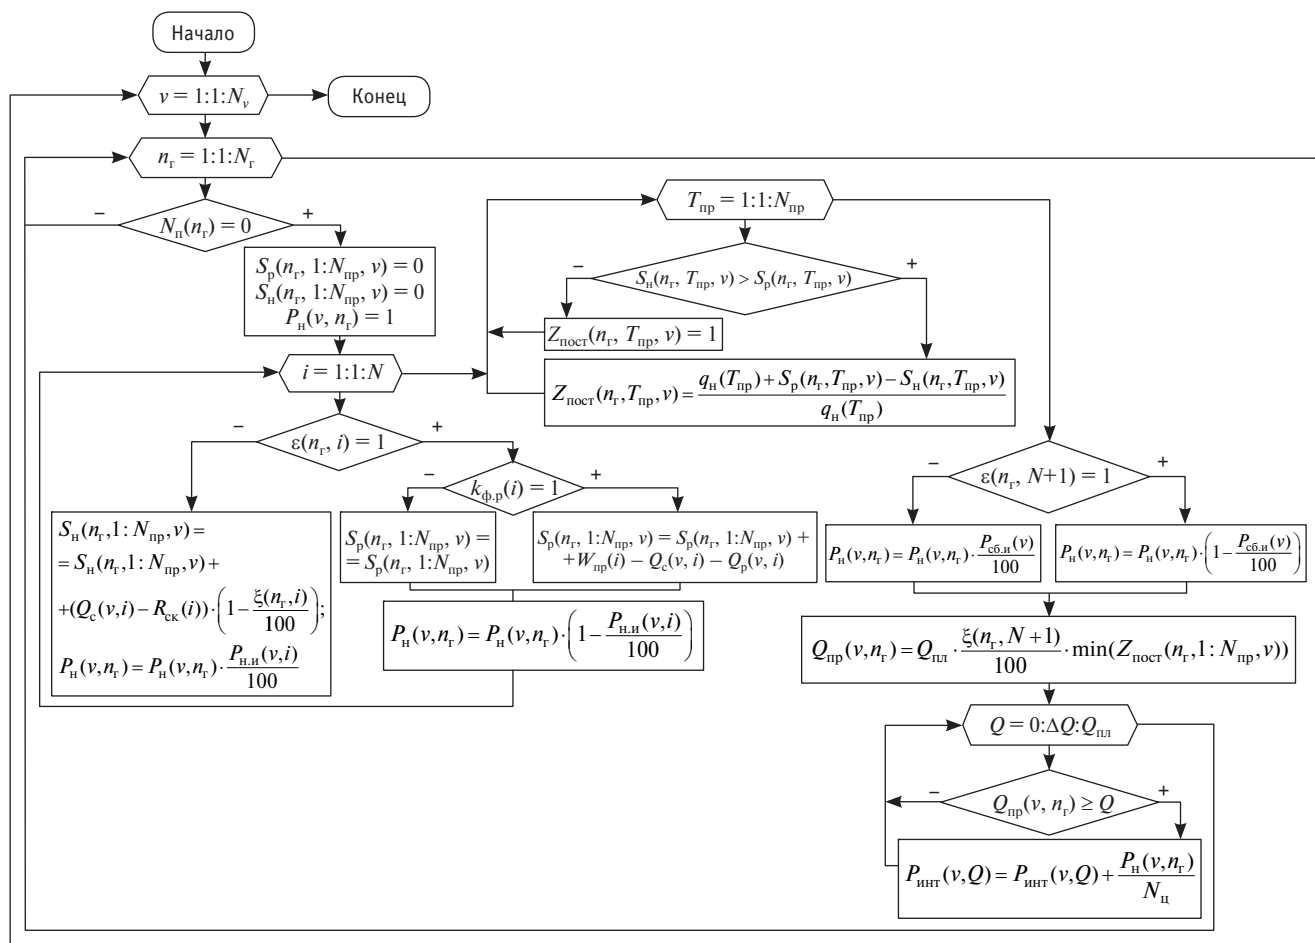 Начало
v = 1:1:N_v
Конец
n_г = 1:1:N_г
–
N_п(n_г) = 0
+
S_р(n_г, 1:N_пр, v) = 0
S_н(n_г, 1:N_пр, v) = 0
P_н(v, n_г) = 1
i = 1:1:N
–
ε(n_г, i) = 1
+
–
k_ф.р(i) = 1
+
S_н(n_г,1:N_пр,v) =
= S_н(n_г,1:N_пр,v) +
+(Q_с(v,i) – R_ск(i))·(1 – ξ(n_г,i)/100);
P_н(v,n_г) = P_н(v,n_г)·P_н.и(v,i)/100
S_р(n_г, 1:N_пр, v) =
= S_р(n_г, 1:N_пр, v)
S_р(n_г, 1:N_пр, v) = S_р(n_г, 1:N_пр, v) +
+ W_пр(i) – Q_с(v, i) – Q_р(v, i)
P_н(v,n_г) = P_н(v,n_г)·(1 – P_н.и(v,i)/100)
T_пр = 1:1:N_пр
–
S_н(n_г, T_пр, v) > S_р(n_г, T_пр, v)
+
Z_пост(n_г, T_пр, v) = 1
Z_пост(n_г,T_пр,v) = (q_н(T_пр) + S_р(n_г,T_пр,v) – S_н(n_г,T_пр,v))/q_н(T_пр)
–
ε(n_г, N+1) = 1
+
P_н(v,n_г) = P_н(v,n_г)·P_сб.и(v)/100
P_н(v,n_г) = P_н(v,n_г)·(1 – P_сб.и(v)/100)
Q_пр(v,n_г) = Q_пл·ξ(n_г,N+1)/100·min(Z_пост(n_г,1:N_пр,v))
Q = 0:ΔQ:Q_пл
–
Q_пр(v, n_г) ≥ Q
+
P_инт(v,Q) = P_инт(v,Q) + P_н(v,n_г)/N_ц